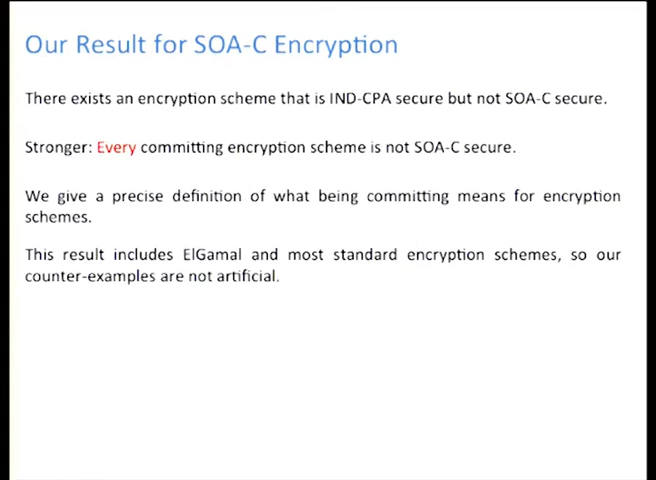 Our Result for SOA-C Encryption
There exists an encryption scheme that is IND-CPA secure but not SOA-C secure.
Stronger: Every committing encryption scheme is not SOA-C secure.
We give a precise definition of what being committing means for encryption
schemes.
This result includes ElGamal and most standard encryption schemes, so our
counter-examples are not artificial.